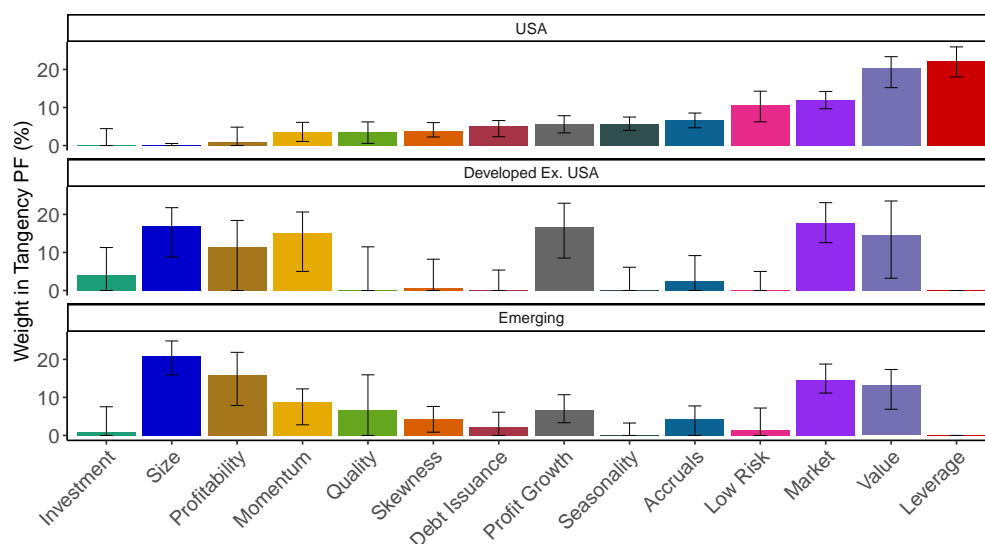 USA
20
10
0
Developed Ex. USA
20
10
0
Emerging
20
10
0
Weight in Tangency PF (%)
Investment
Size
Profitability
Momentum
Quality
Skewness
Debt Issuance
Profit Growth
Seasonality
Accruals
Low Risk
Market
Value
Leverage